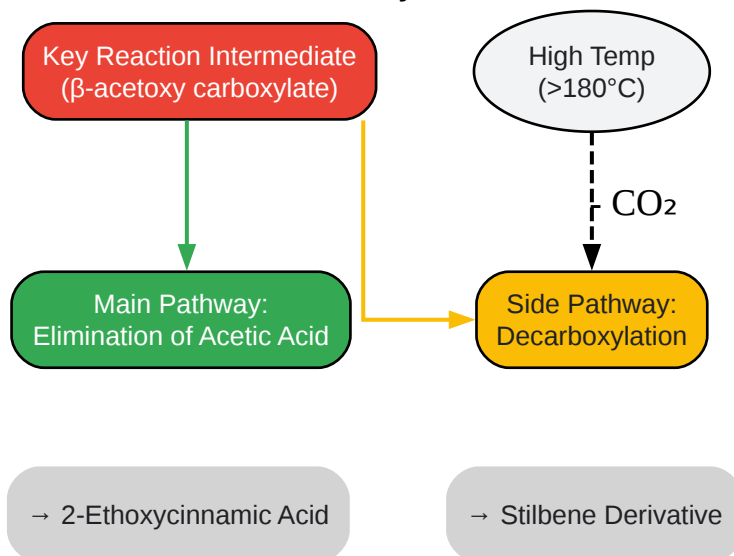 Key Reaction Intermediate
(β-acetoxy carboxylate)
High Temp
(>180°C)
- CO₂
Main Pathway:
Elimination of Acetic Acid
Side Pathway:
Decarboxylation
→ 2-Ethoxycinnamic Acid
→ Stilbene Derivative